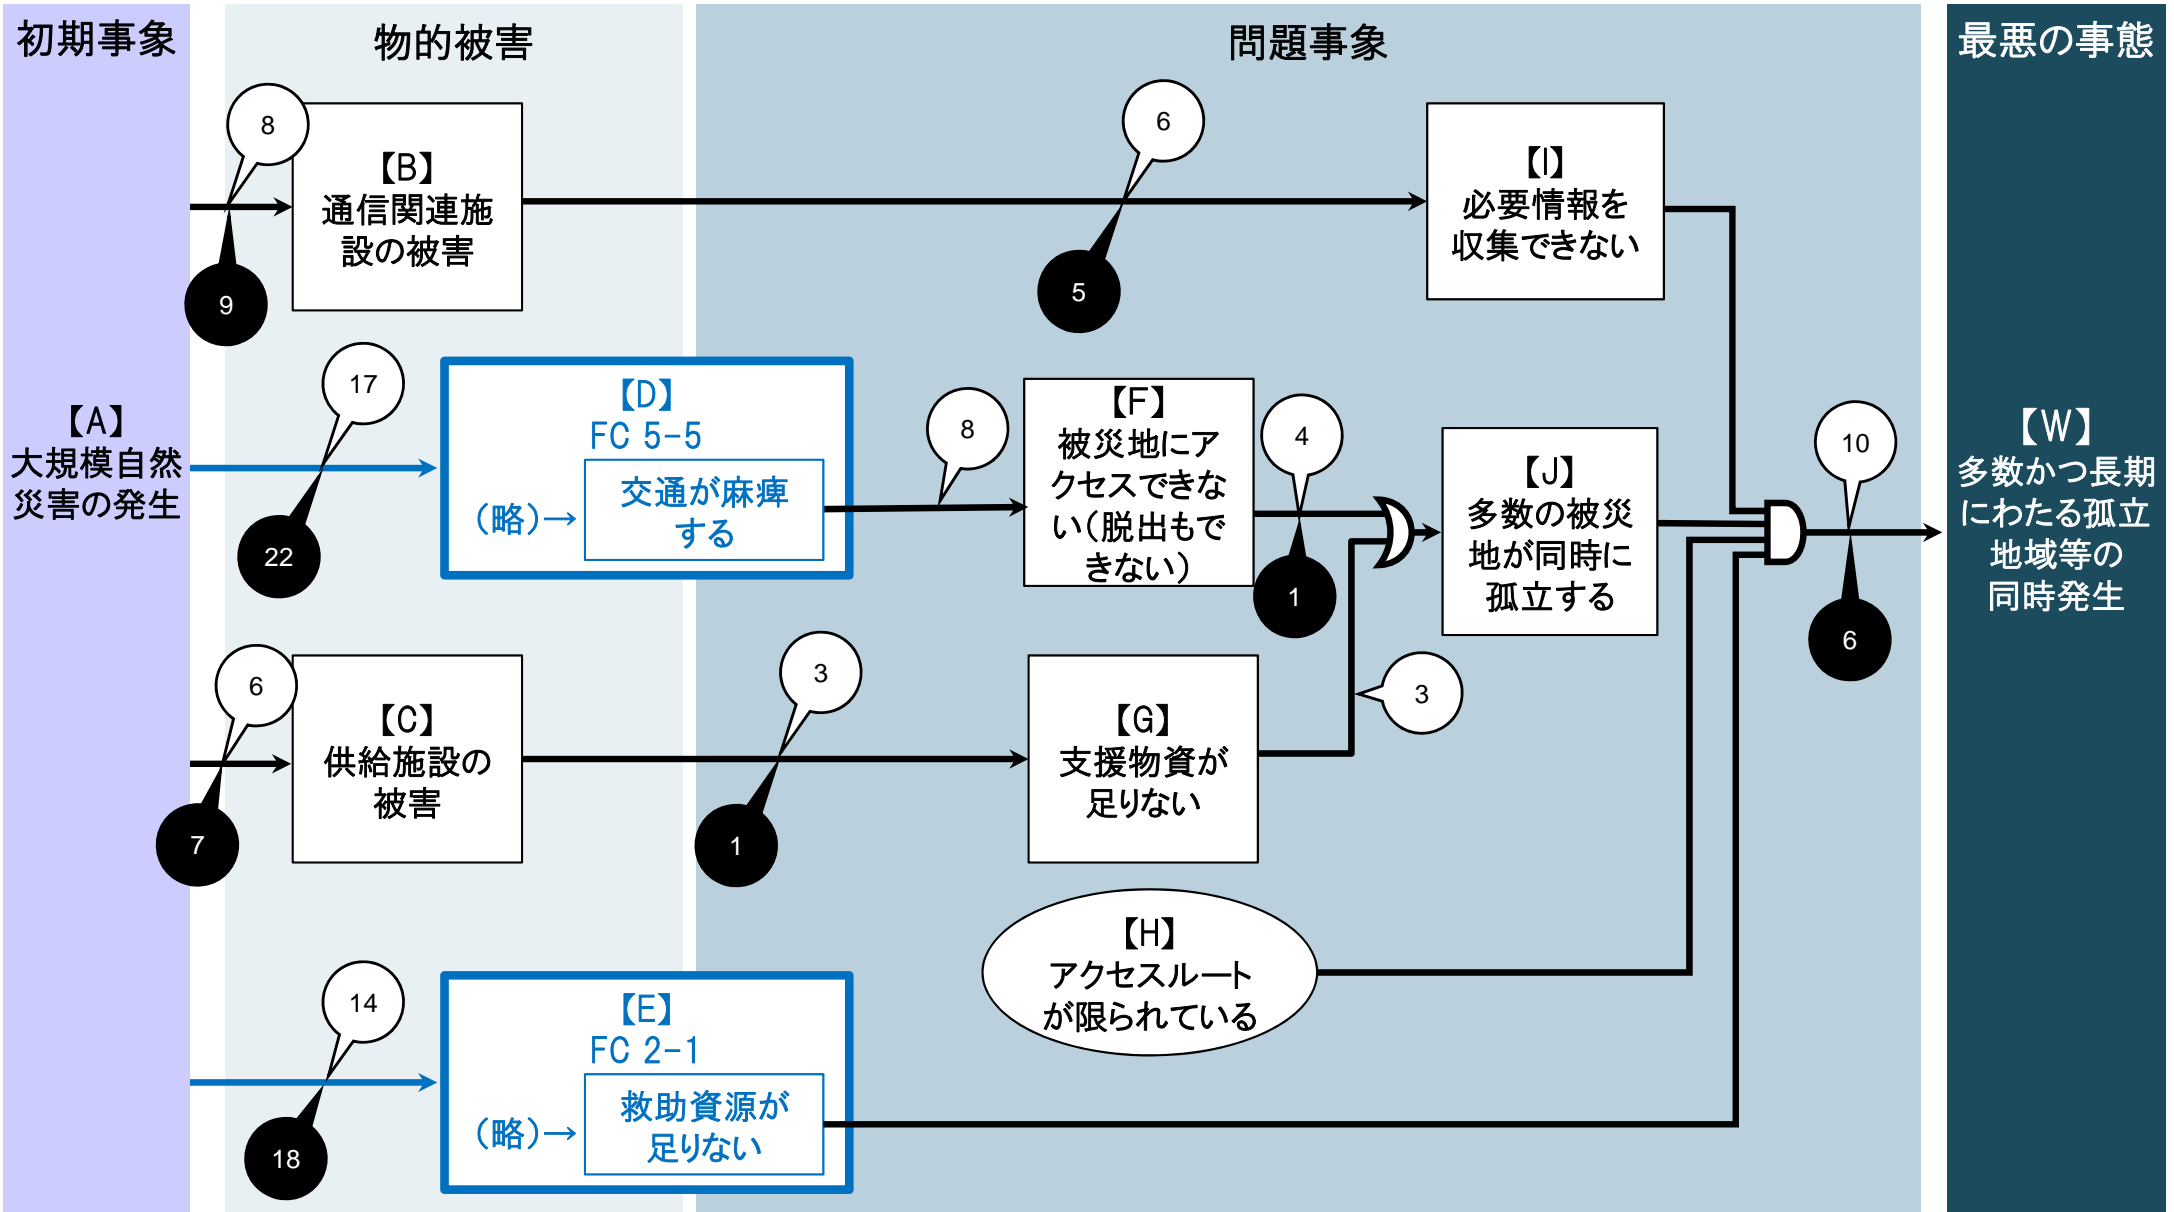 初期事象
物的被害
問題事象
最悪の事態
8
【B】
通信関連施
設の被害
9
6
5
【I】
必要情報を
収集できない
【A】
大規模自然
災害の発生
17
22
【D】
FC 5-5
(略)→
交通が麻痺
する
8
【F】
被災地にア
クセスできな
い(脱出もで
きない)
4
1
【J】
多数の被災
地が同時に
孤立する
10
6
【W】
多数かつ長期
にわたる孤立
地域等の
同時発生
6
7
【C】
供給施設の
被害
3
1
【G】
支援物資が
足りない
3
【H】
アクセスルート
が限られている
14
18
【E】
FC 2-1
(略)→
救助資源が
足りない